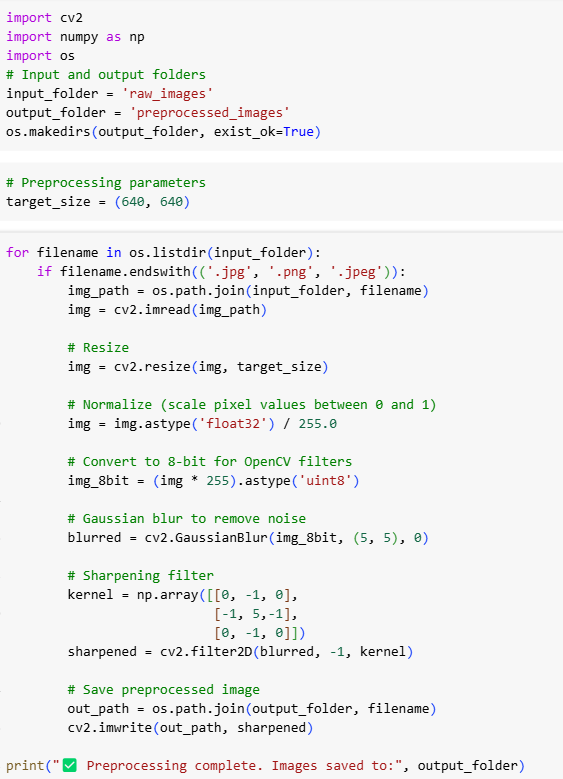 import cv2
import numpy as np
import os
# Input and output folders
input_folder = 'raw_images'
output_folder = 'preprocessed_images'
os.makedirs(output_folder, exist_ok=True)
# Preprocessing parameters
target_size = (640, 640)
for filename in os.listdir(input_folder):
    if filename.endswith(('.jpg', '.png', '.jpeg')):
        img_path = os.path.join(input_folder, filename)
        img = cv2.imread(img_path)
        # Resize
        img = cv2.resize(img, target_size)
        # Normalize (scale pixel values between 0 and 1)
        img = img.astype('float32') / 255.0
        # Convert to 8-bit for OpenCV filters
        img_8bit = (img * 255).astype('uint8')
        # Gaussian blur to remove noise
        blurred = cv2.GaussianBlur(img_8bit, (5, 5), 0)
        # Sharpening filter
        kernel = np.array([[0, -1, 0],
                           [-1, 5,-1],
                           [0, -1, 0]])
        sharpened = cv2.filter2D(blurred, -1, kernel)
        # Save preprocessed image
        out_path = os.path.join(output_folder, filename)
        cv2.imwrite(out_path, sharpened)
print("✅ Preprocessing complete. Images saved to:", output_folder)